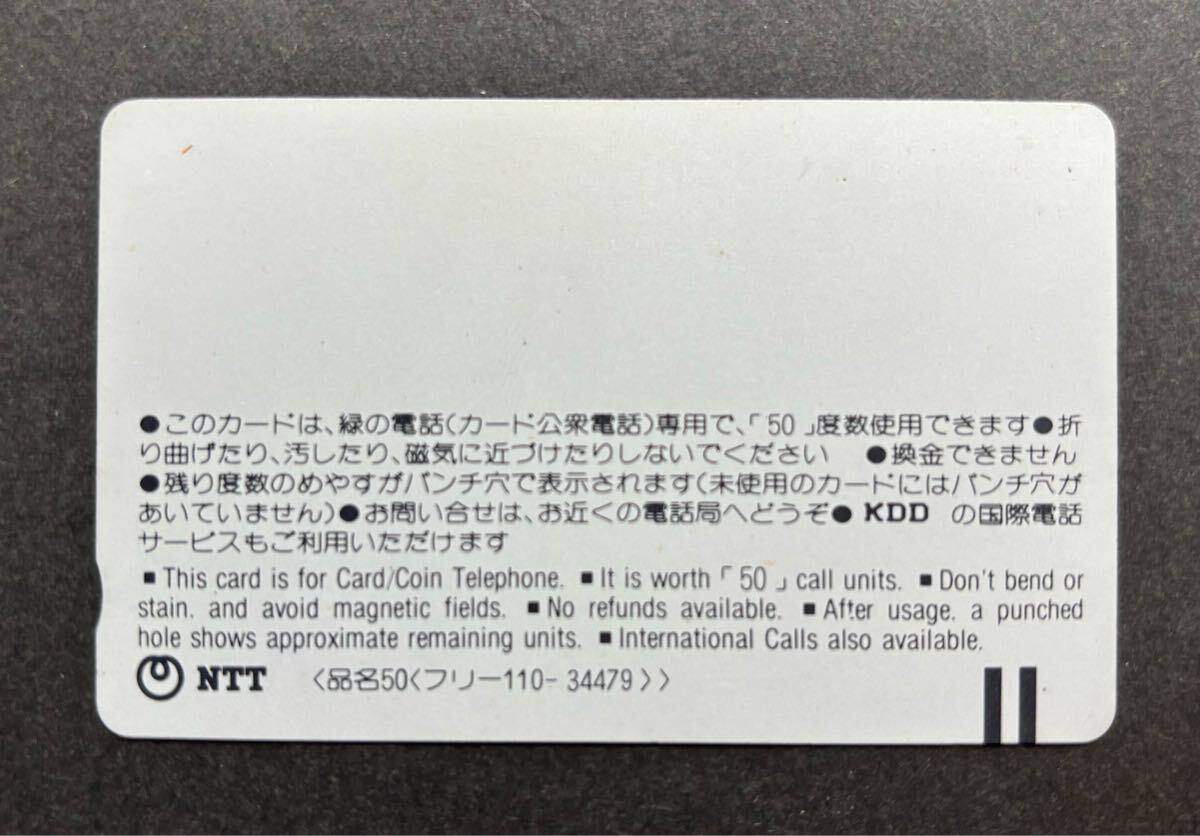 ●このカードは、緑の電話(カード公衆電話)専用で、「50」度数使用できます●折
り曲げたり、汚したり、磁気に近づけたりしないでください ●換金できません
●残り度数のめやすがパンチ穴で表示されます(未使用のカードにはパンチ穴が
あいていません)●お問い合せは、お近くの電話局へどうぞ● KDD の国際電話
サービスもご利用いただけます
■This card is for Card/Coin Telephone. ■It is worth「50」call units. ■Don't bend or
stain. and avoid magnetic fields. ■No refunds available. ■After usage. a punched
hole shows approximate remaining units. ■International Calls also available.
NTT 〈品名50〈フリー110- 34479〉〉